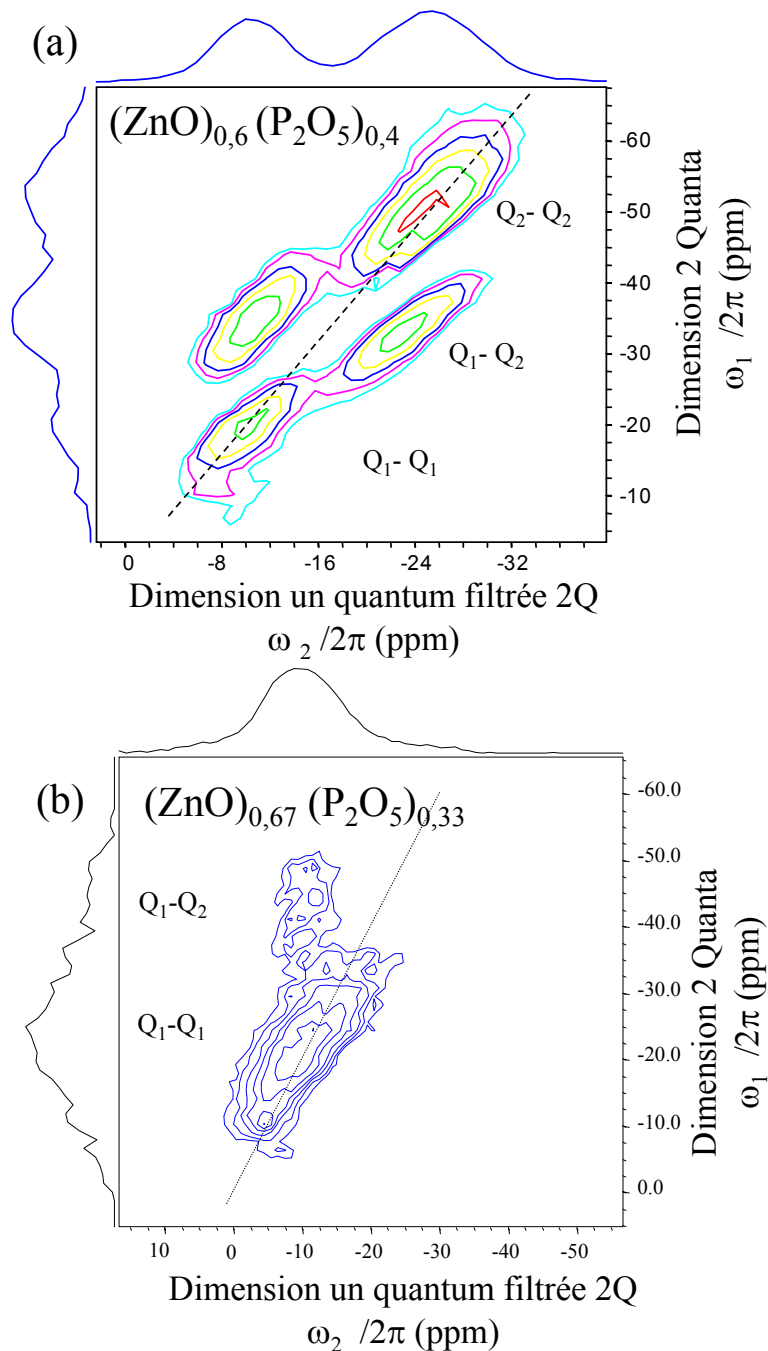 (a)
(ZnO)0,6 (P2O5)0,4
-60
-50
-40
-30
-20
-10
Q2- Q2
Q1- Q2
Q1- Q1
Dimension 2 Quanta
ω1 /2π (ppm)
0 -8 -16 -24 -32
Dimension un quantum filtrée 2Q
ω 2 /2π (ppm)
(b)
(ZnO)0,67 (P2O5)0,33
-60.0
-50.0
-40.0
-30.0
-20.0
-10.0
0.0
Q1-Q2
Q1-Q1
Dimension 2 Quanta
ω1 /2π (ppm)
10 0 -10 -20 -30 -40 -50
Dimension un quantum filtrée 2Q
ω2 /2π (ppm)